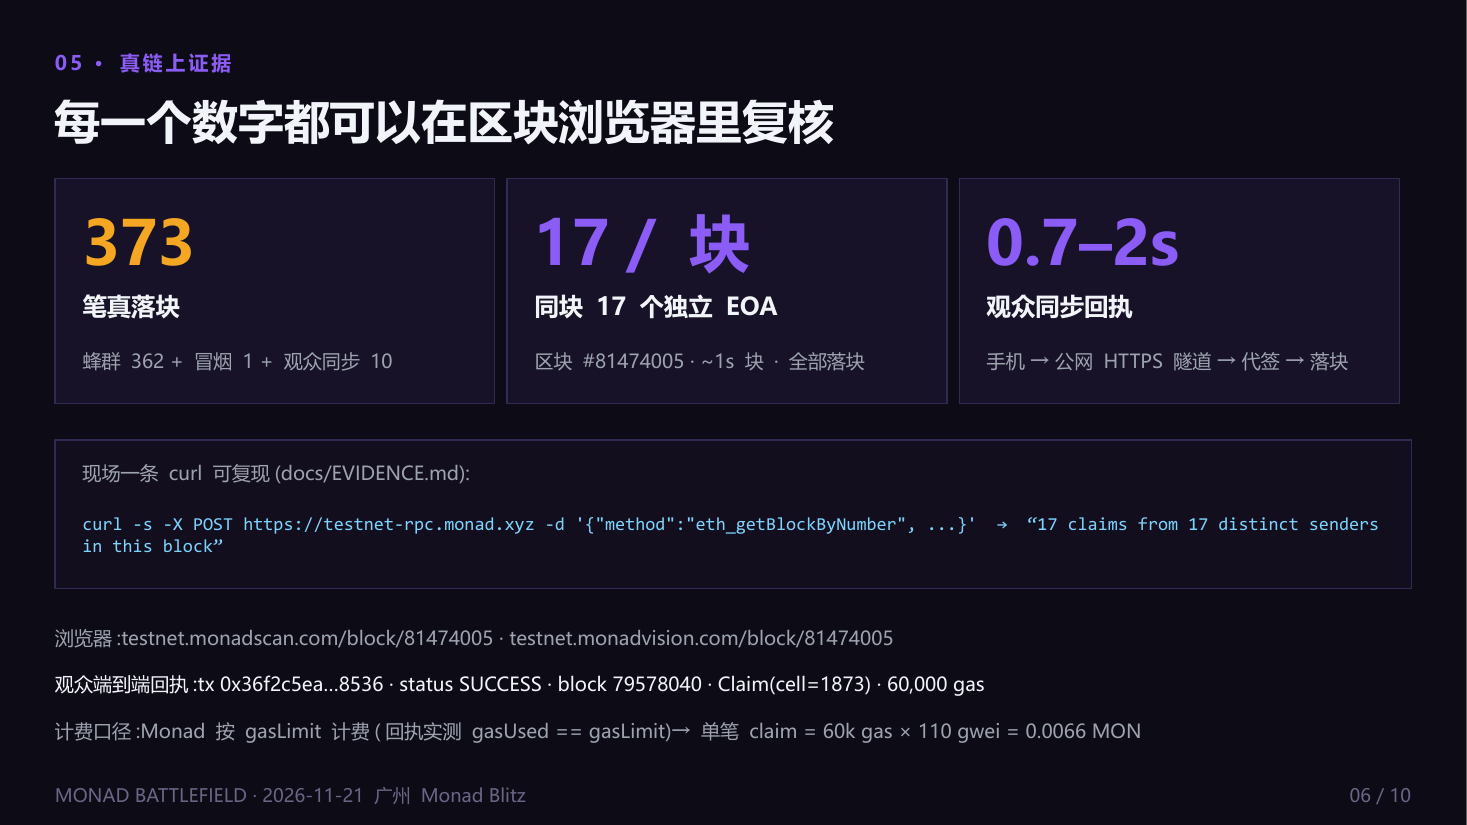 05 • 真链上证据
每一个数字都可以在区块浏览器里复核
373
笔真落块
蜂群 362 + 冒烟 1 + 观众同步 10
17 / 块
同块 17 个独立 EOA
区块 #81474005 · ~1s 块 · 全部落块
0.7–2s
观众同步回执
手机 → 公网 HTTPS 隧道 → 代签 → 落块
现场一条 curl 可复现 (docs/EVIDENCE.md):
curl -s -X POST https://testnet-rpc.monad.xyz -d '{"method":"eth_getBlockByNumber", ...}' → “17 claims from 17 distinct senders
in this block”
浏览器 :testnet.monadscan.com/block/81474005 · testnet.monadvision.com/block/81474005
观众端到端回执 :tx 0x36f2c5ea…8536 · status SUCCESS · block 79578040 · Claim(cell=1873) · 60,000 gas
计费口径 :Monad 按 gasLimit 计费 ( 回执实测 gasUsed == gasLimit)→ 单笔 claim = 60k gas × 110 gwei = 0.0066 MON
MONAD BATTLEFIELD · 2026-11-21 广州 Monad Blitz
06 / 10